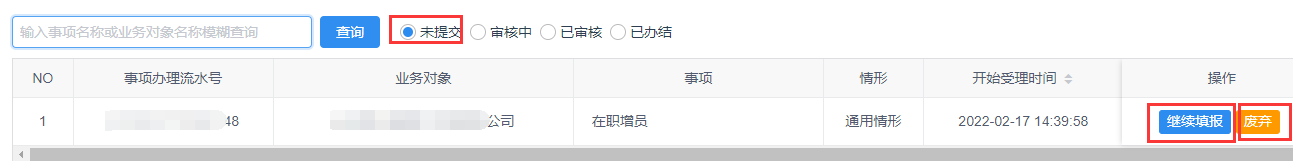 输入事项名称或业务对象名称模糊查询 查询 未提交 审核中 已审核 已办结
NO 事项办理流水号 业务对象 事项 情形 开始受理时间 操作
1 48 公司 在职增员 通用情形 2022-02-17 14:39:58 继续填报 废弃